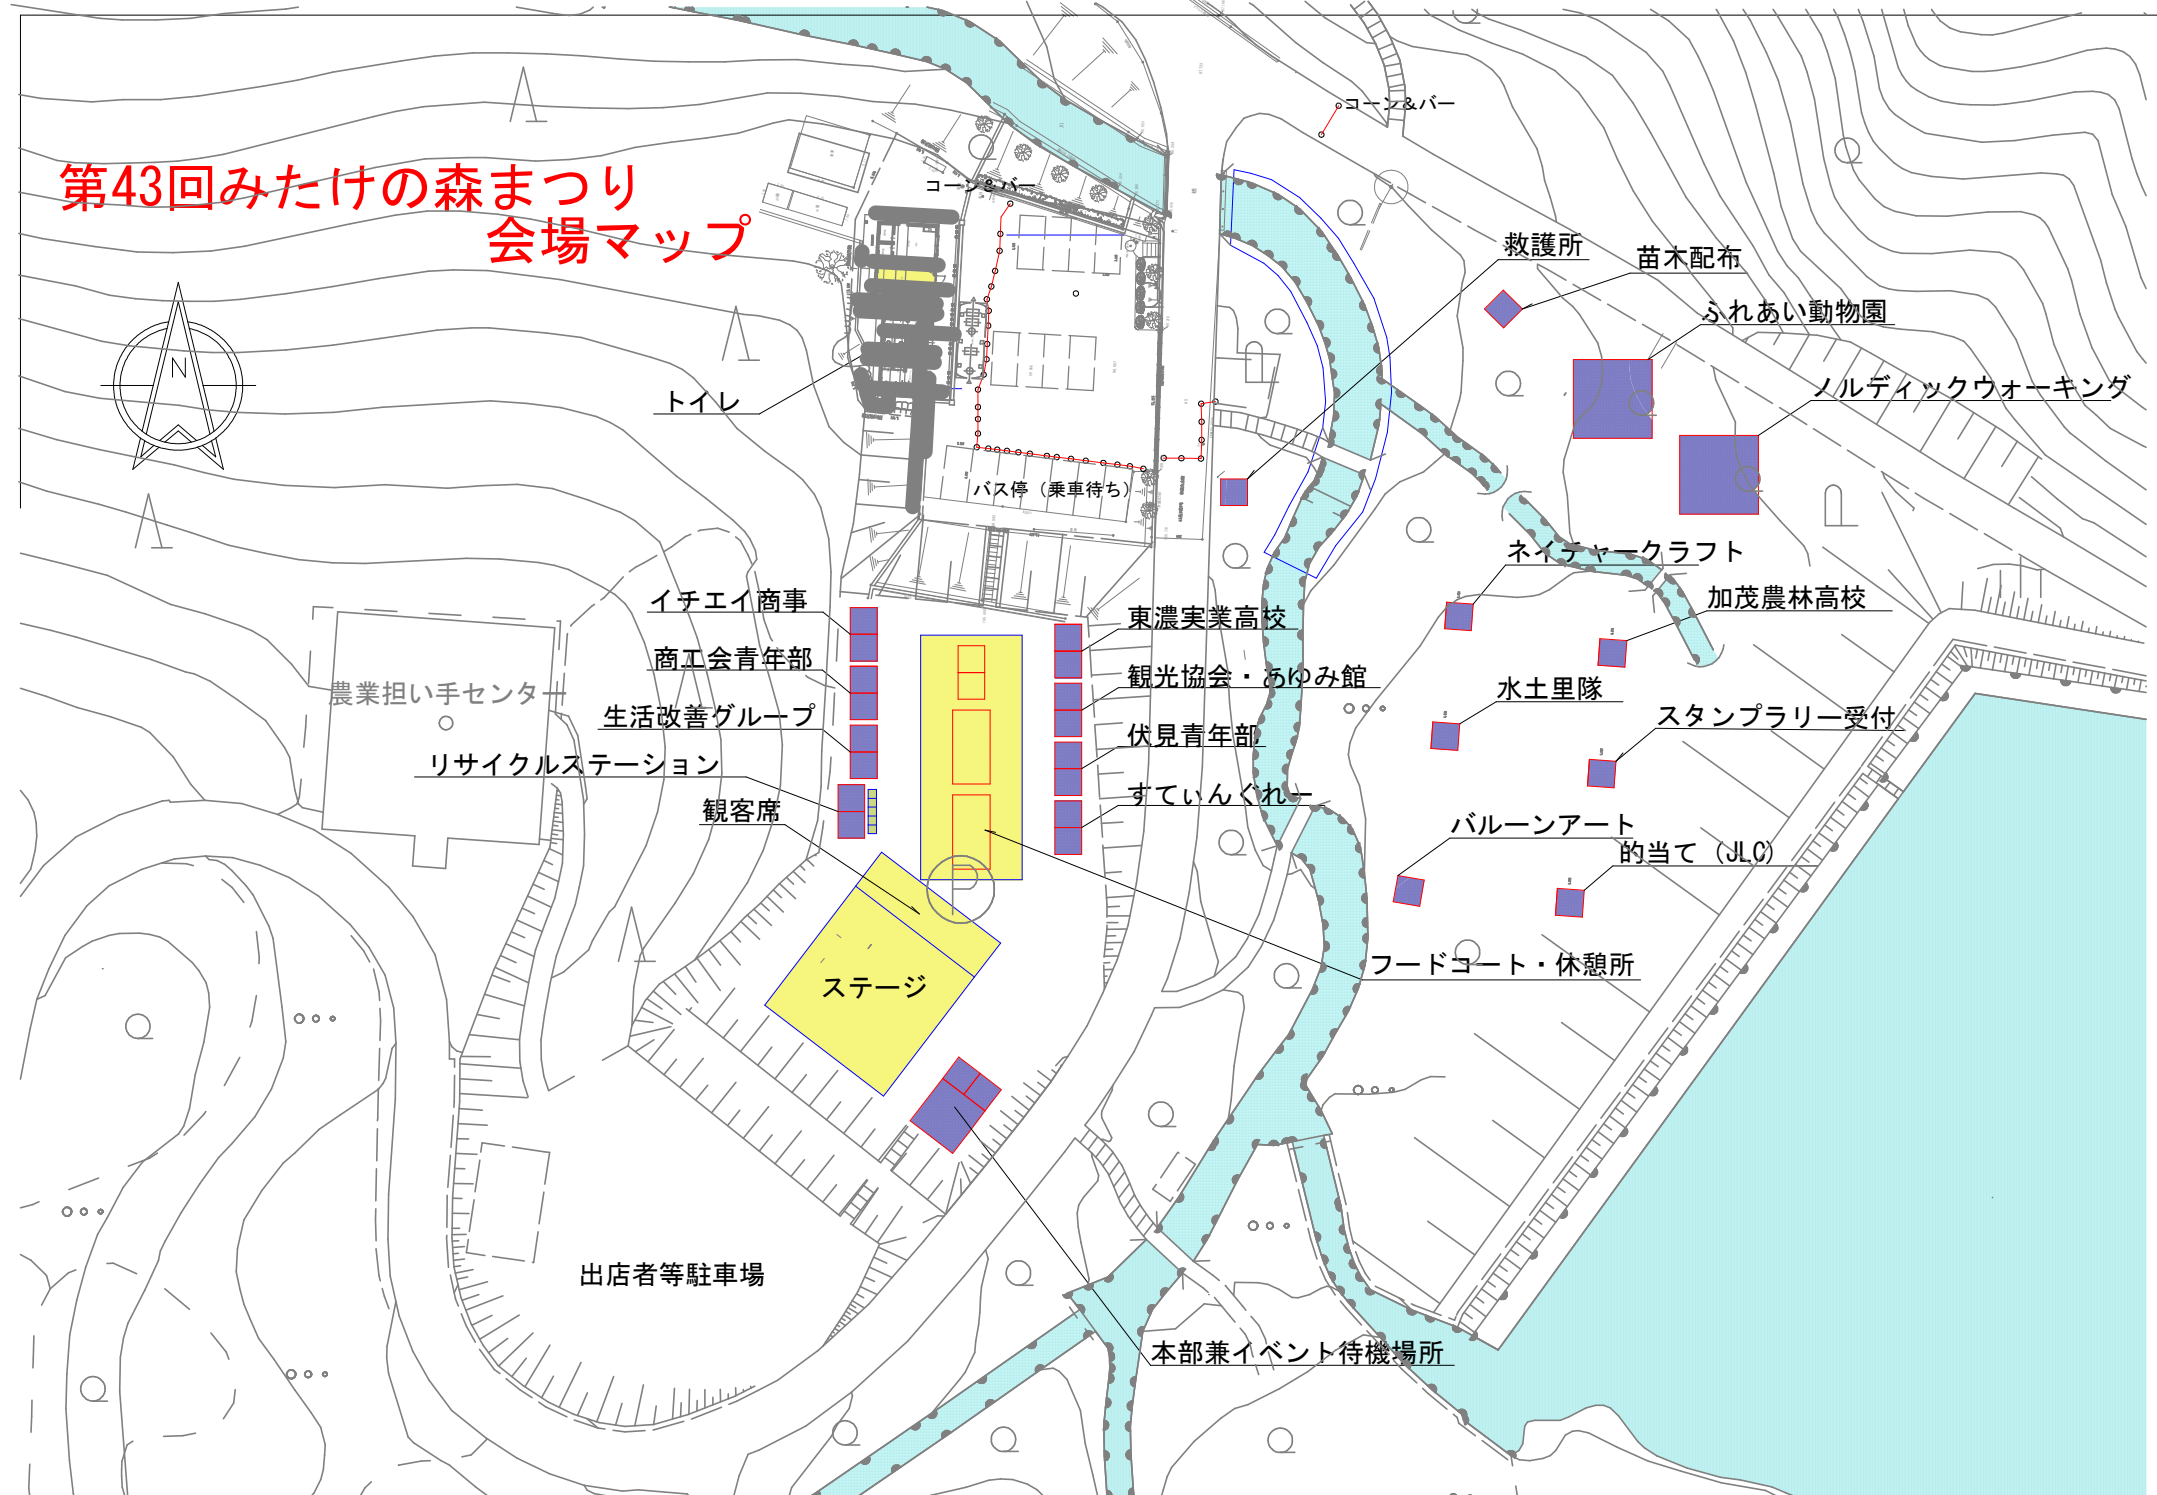 第43回みたけの森まつり
会場マップ
コーン&バー
コーン&バー
N
救護所
苗木配布
ふれあい動物園
ノルディックウォーキング
トイレ
バス停（乗車待ち）
ネイチャークラフト
加茂農林高校
イチエイ商事
東濃実業高校
商工会青年部
観光協会・あゆみ館
農業担い手センター
水土里隊
生活改善グループ
伏見青年部
スタンプラリー受付
リサイクルステーション
すてぃんぐれー
観客席
バルーンアート
的当て（JLC）
P
ステージ
フードコート・休憩所
出店者等駐車場
本部兼イベント待機場所